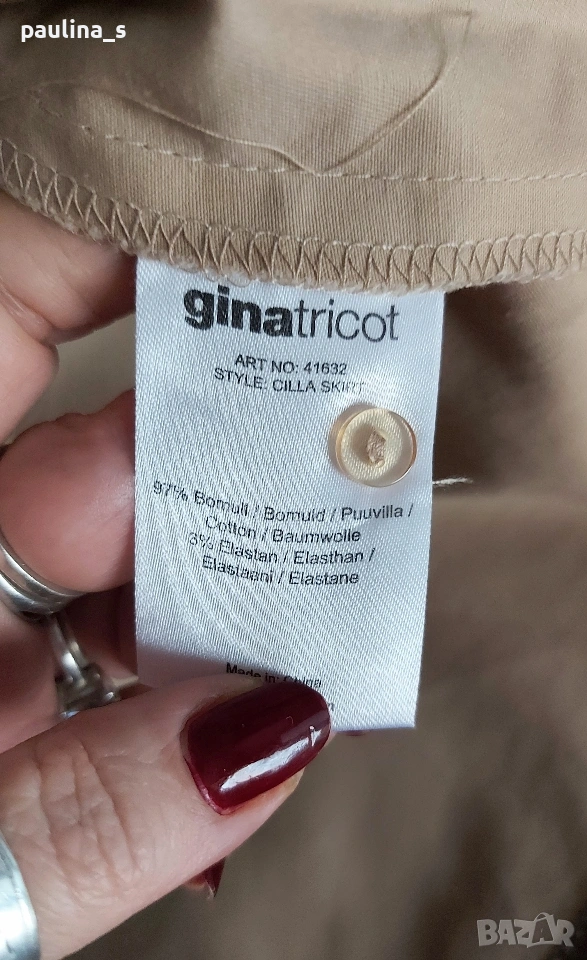 paulina_s
ginatricot
ART NO: 41632
STYLE: CILLA SKIRT
97% Bomull / Bomuld / Puuvilla /
Cotton / Baumwolle
3% Elastan / Elasthan /
Elastaani / Elastane
Made in: China
BAZAR